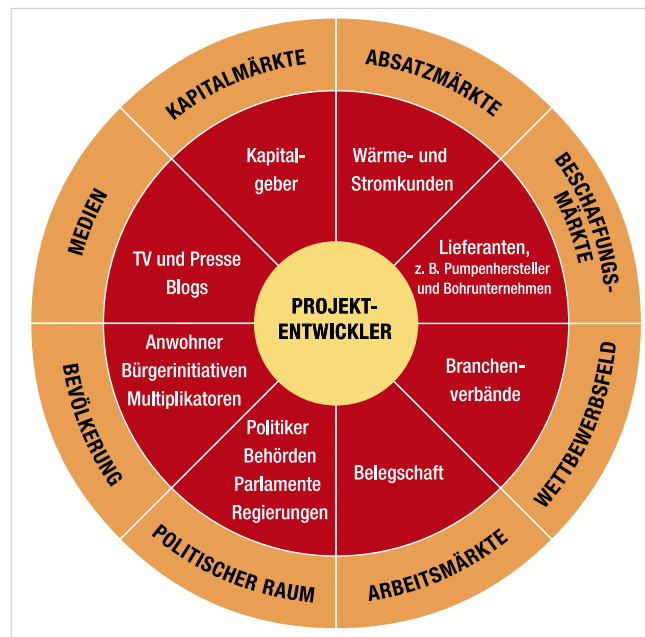 KAPITALMÄRKTE
ABSATZMÄRKTE
BESCHAFFUNGS-
MÄRKTE
WETTBEWERBSFELD
ARBEITSMÄRKTE
POLITISCHER RAUM
BEVÖLKERUNG
MEDIEN
Kapital-
geber
Wärme- und
Stromkunden
Lieferanten,
z. B. Pumpenhersteller
und Bohrunternehmen
Branchen-
verbände
Belegschaft
Politiker
Behörden
Parlamente
Regierungen
Anwohner
Bürgerinitiativen
Multiplikatoren
TV und Presse
Blogs
PROJEKT-
ENTWICKLER